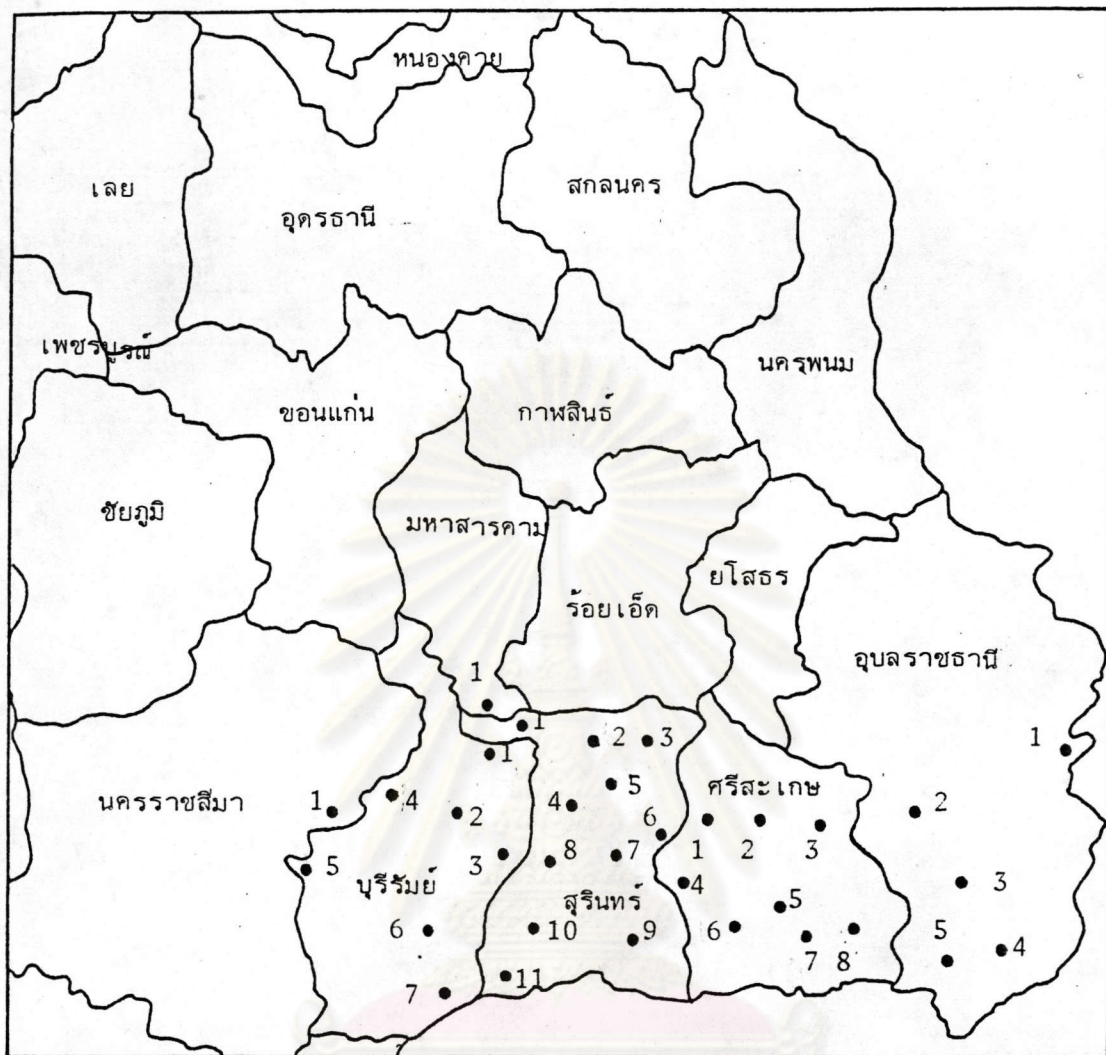 หนองคาย
เลย
สกลนคร
อุดรธานี
เพชรบูรณ์
นครพนม
ขอนแก่น
กาฬสินธ์
ชัยภูมิ
มหาสารคาม
ยโสธร
ร้อยเอ็ด
อุบลราชธานี
1
1
2
3
1
1
5
ศรีสะเกษ
นครราชสีมา
4
4
1
2
2
6
1
2
3
5
3
8
7
4
3
บุรีรัมย์
สุรินทร์
5
6
10
9
6
7
8
5
4
11
7